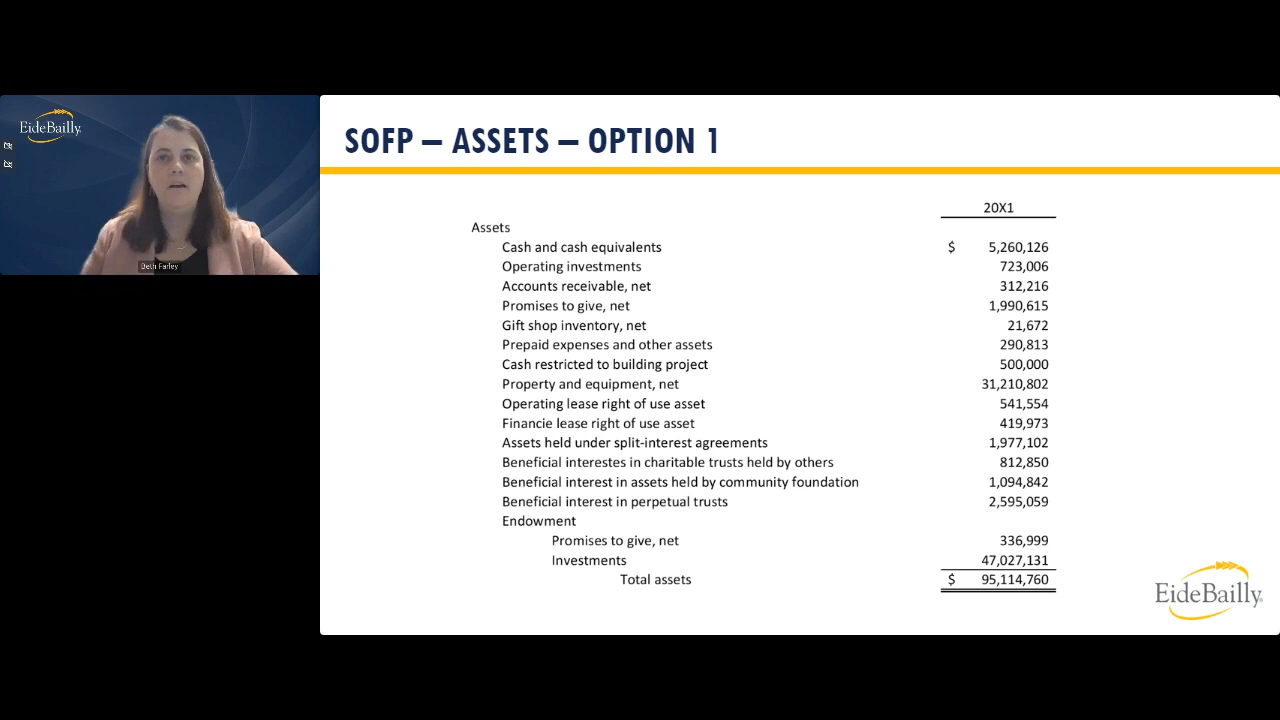 EideBailly
Beth Farley
SOFP – ASSETS – OPTION 1
20X1
Assets
Cash and cash equivalents $ 5,260,126
Operating investments 723,006
Accounts receivable, net 312,216
Promises to give, net 1,990,615
Gift shop inventory, net 21,672
Prepaid expenses and other assets 290,813
Cash restricted to building project 500,000
Property and equipment, net 31,210,802
Operating lease right of use asset 541,554
Financie lease right of use asset 419,973
Assets held under split-interest agreements 1,977,102
Beneficial interestes in charitable trusts held by others 812,850
Beneficial interest in assets held by community foundation 1,094,842
Beneficial interest in perpetual trusts 2,595,059
Endowment
Promises to give, net 336,999
Investments 47,027,131
Total assets $ 95,114,760
EideBailly